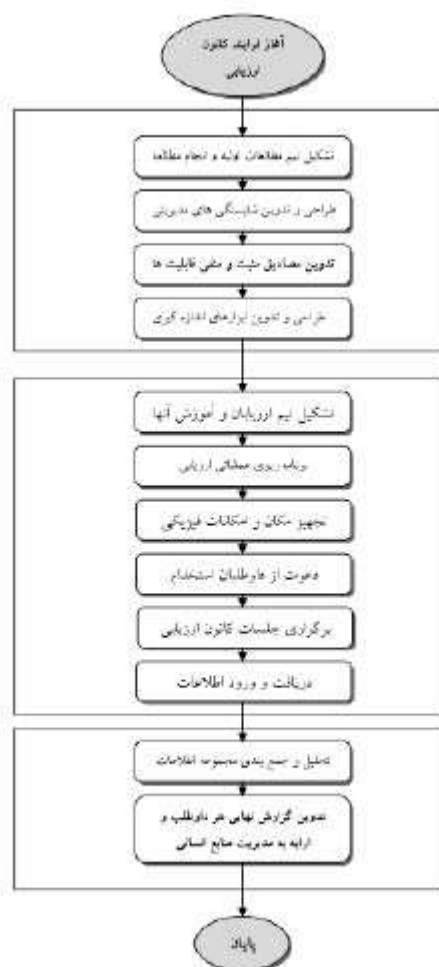 آغاز فرایند کانون
ارزیابی
تشکیل تیم مطالعات اولیه و انجام مطالعه
طراحی و تدوین شایستگی های مدیریتی
تدوین مصادیق مثبت و منفی قابلیت ها
طراحی و تدوین ابزارهای اندازه گیری
تشکیل تیم ارزیابان و آموزش آنها
برنامه ریزی عملیاتی ارزیابی
تجهیز مکان و امکانات فیزیکی
دعوت از داوطلبان استخدام
برگزاری جلسات کانون ارزیابی
دریافت و ورود اطلاعات
تحلیل و جمع بندی مجموعه اطلاعات
تدوین گزارش نهایی هر داوطلب و
ارایه به مدیریت منابع انسانی
پایان